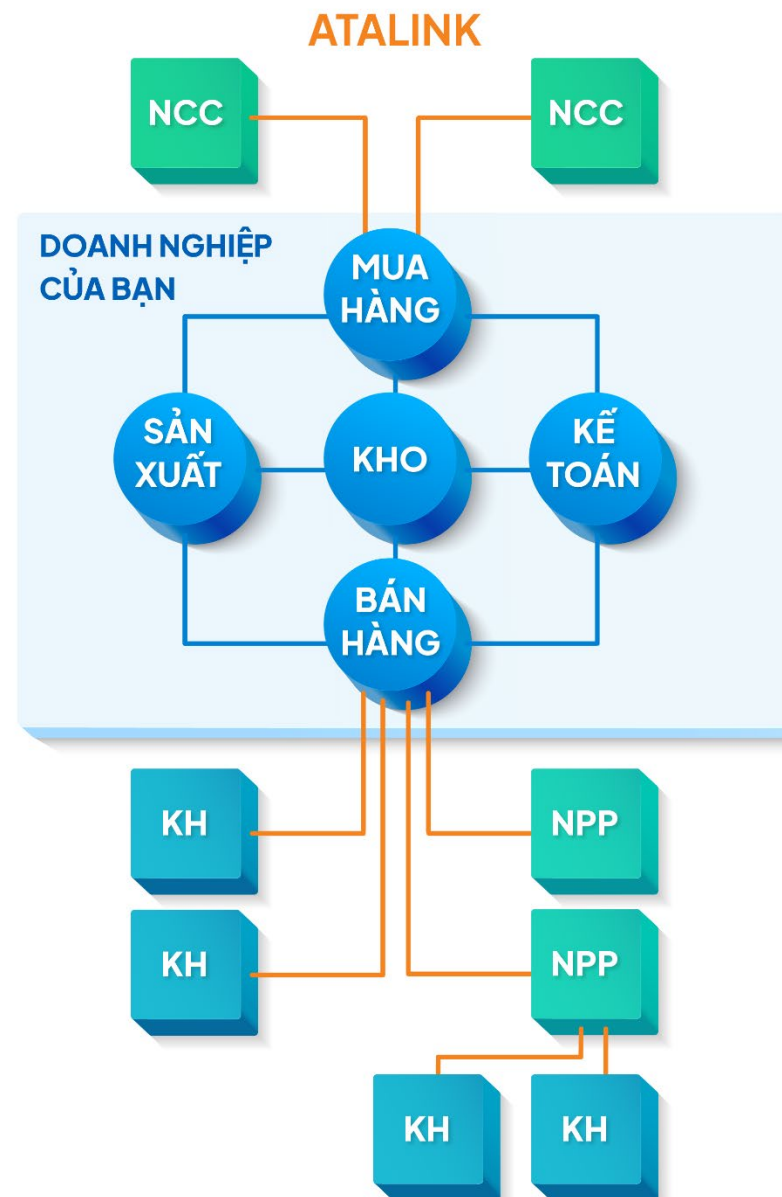 ATALINK
NCC
NCC
DOANH NGHIỆP
CỦA BẠN
MUA
HÀNG
SẢN
XUẤT
KHO
KẾ
TOÁN
BÁN
HÀNG
KH
NPP
KH
NPP
KH
KH